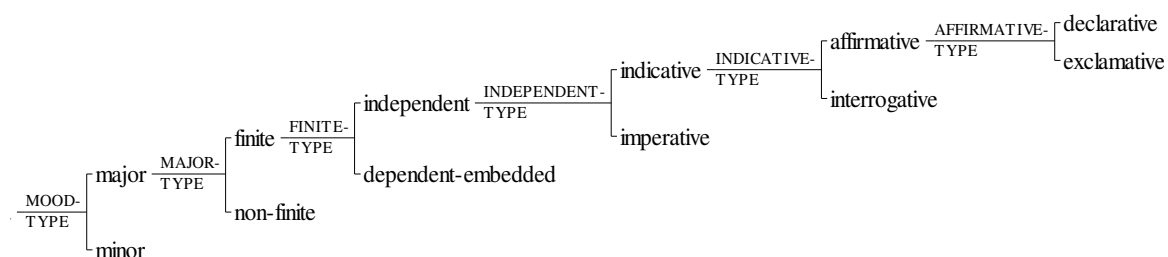 declarative
AFFIRMATIVE-
TYPE
exclamative
affirmative
INDICATIVE-
TYPE
interrogative
indicative
INDEPENDENT-
TYPE
imperative
independent
FINITE-
TYPE
dependent-embedded
finite
MAJOR-
TYPE
non-finite
major
MOOD-
TYPE
minor